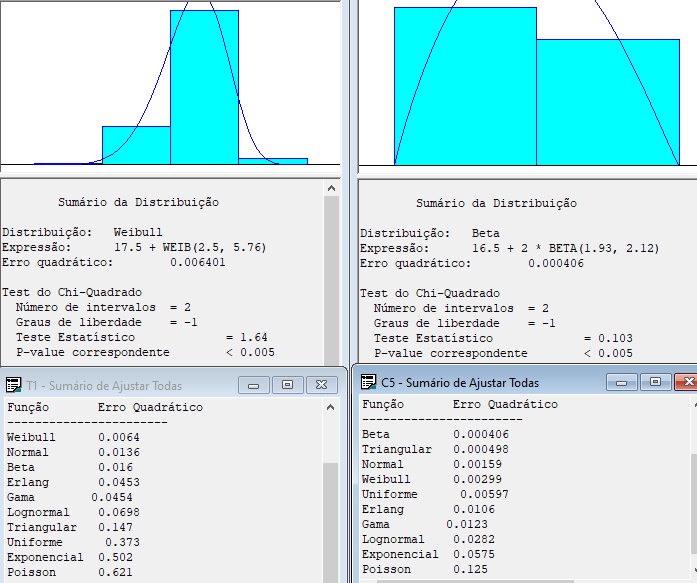 Sumário da Distribuição
Distribuição: Weibull
Expressão: 17.5 + WEIB(2.5, 5.76)
Erro quadrático: 0.006401
Test do Chi-Quadrado
Número de intervalos = 2
Graus de liberdade = -1
Teste Estatístico = 1.64
P-value correspondente < 0.005
T1 - Sumário de Ajustar Todas
Função Erro Quadrático
-----------------------
Weibull 0.0064
Normal 0.0136
Beta 0.016
Erlang 0.0453
Gama 0.0454
Lognormal 0.0698
Triangular 0.147
Uniforme 0.373
Exponencial 0.502
Poisson 0.621
Sumário da Distribuição
Distribuição: Beta
Expressão: 16.5 + 2 * BETA(1.93, 2.12)
Erro quadrático: 0.000406
Test do Chi-Quadrado
Número de intervalos = 2
Graus de liberdade = -1
Teste Estatístico = 0.103
P-value correspondente < 0.005
C5 - Sumário de Ajustar Todas
Função Erro Quadrático
-----------------------
Beta 0.000406
Triangular 0.000498
Normal 0.00159
Weibull 0.00299
Uniforme 0.00597
Erlang 0.0106
Gama 0.0123
Lognormal 0.0282
Exponencial 0.0575
Poisson 0.125